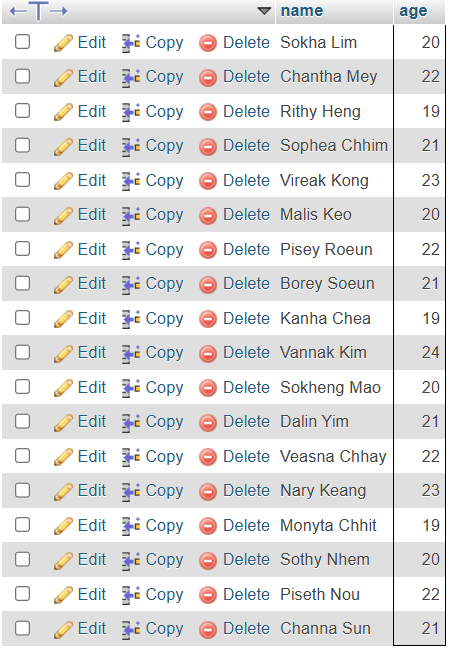 name age
Edit Copy Delete Sokha Lim 20
Edit Copy Delete Chantha Mey 22
Edit Copy Delete Rithy Heng 19
Edit Copy Delete Sophea Chhim 21
Edit Copy Delete Vireak Kong 23
Edit Copy Delete Malis Keo 20
Edit Copy Delete Pisey Roeun 22
Edit Copy Delete Borey Soeun 21
Edit Copy Delete Kanha Chea 19
Edit Copy Delete Vannak Kim 24
Edit Copy Delete Sokheng Mao 20
Edit Copy Delete Dalin Yim 21
Edit Copy Delete Veasna Chhay 22
Edit Copy Delete Nary Keang 23
Edit Copy Delete Monyta Chhit 19
Edit Copy Delete Sothy Nhem 20
Edit Copy Delete Piseth Nou 22
Edit Copy Delete Channa Sun 21